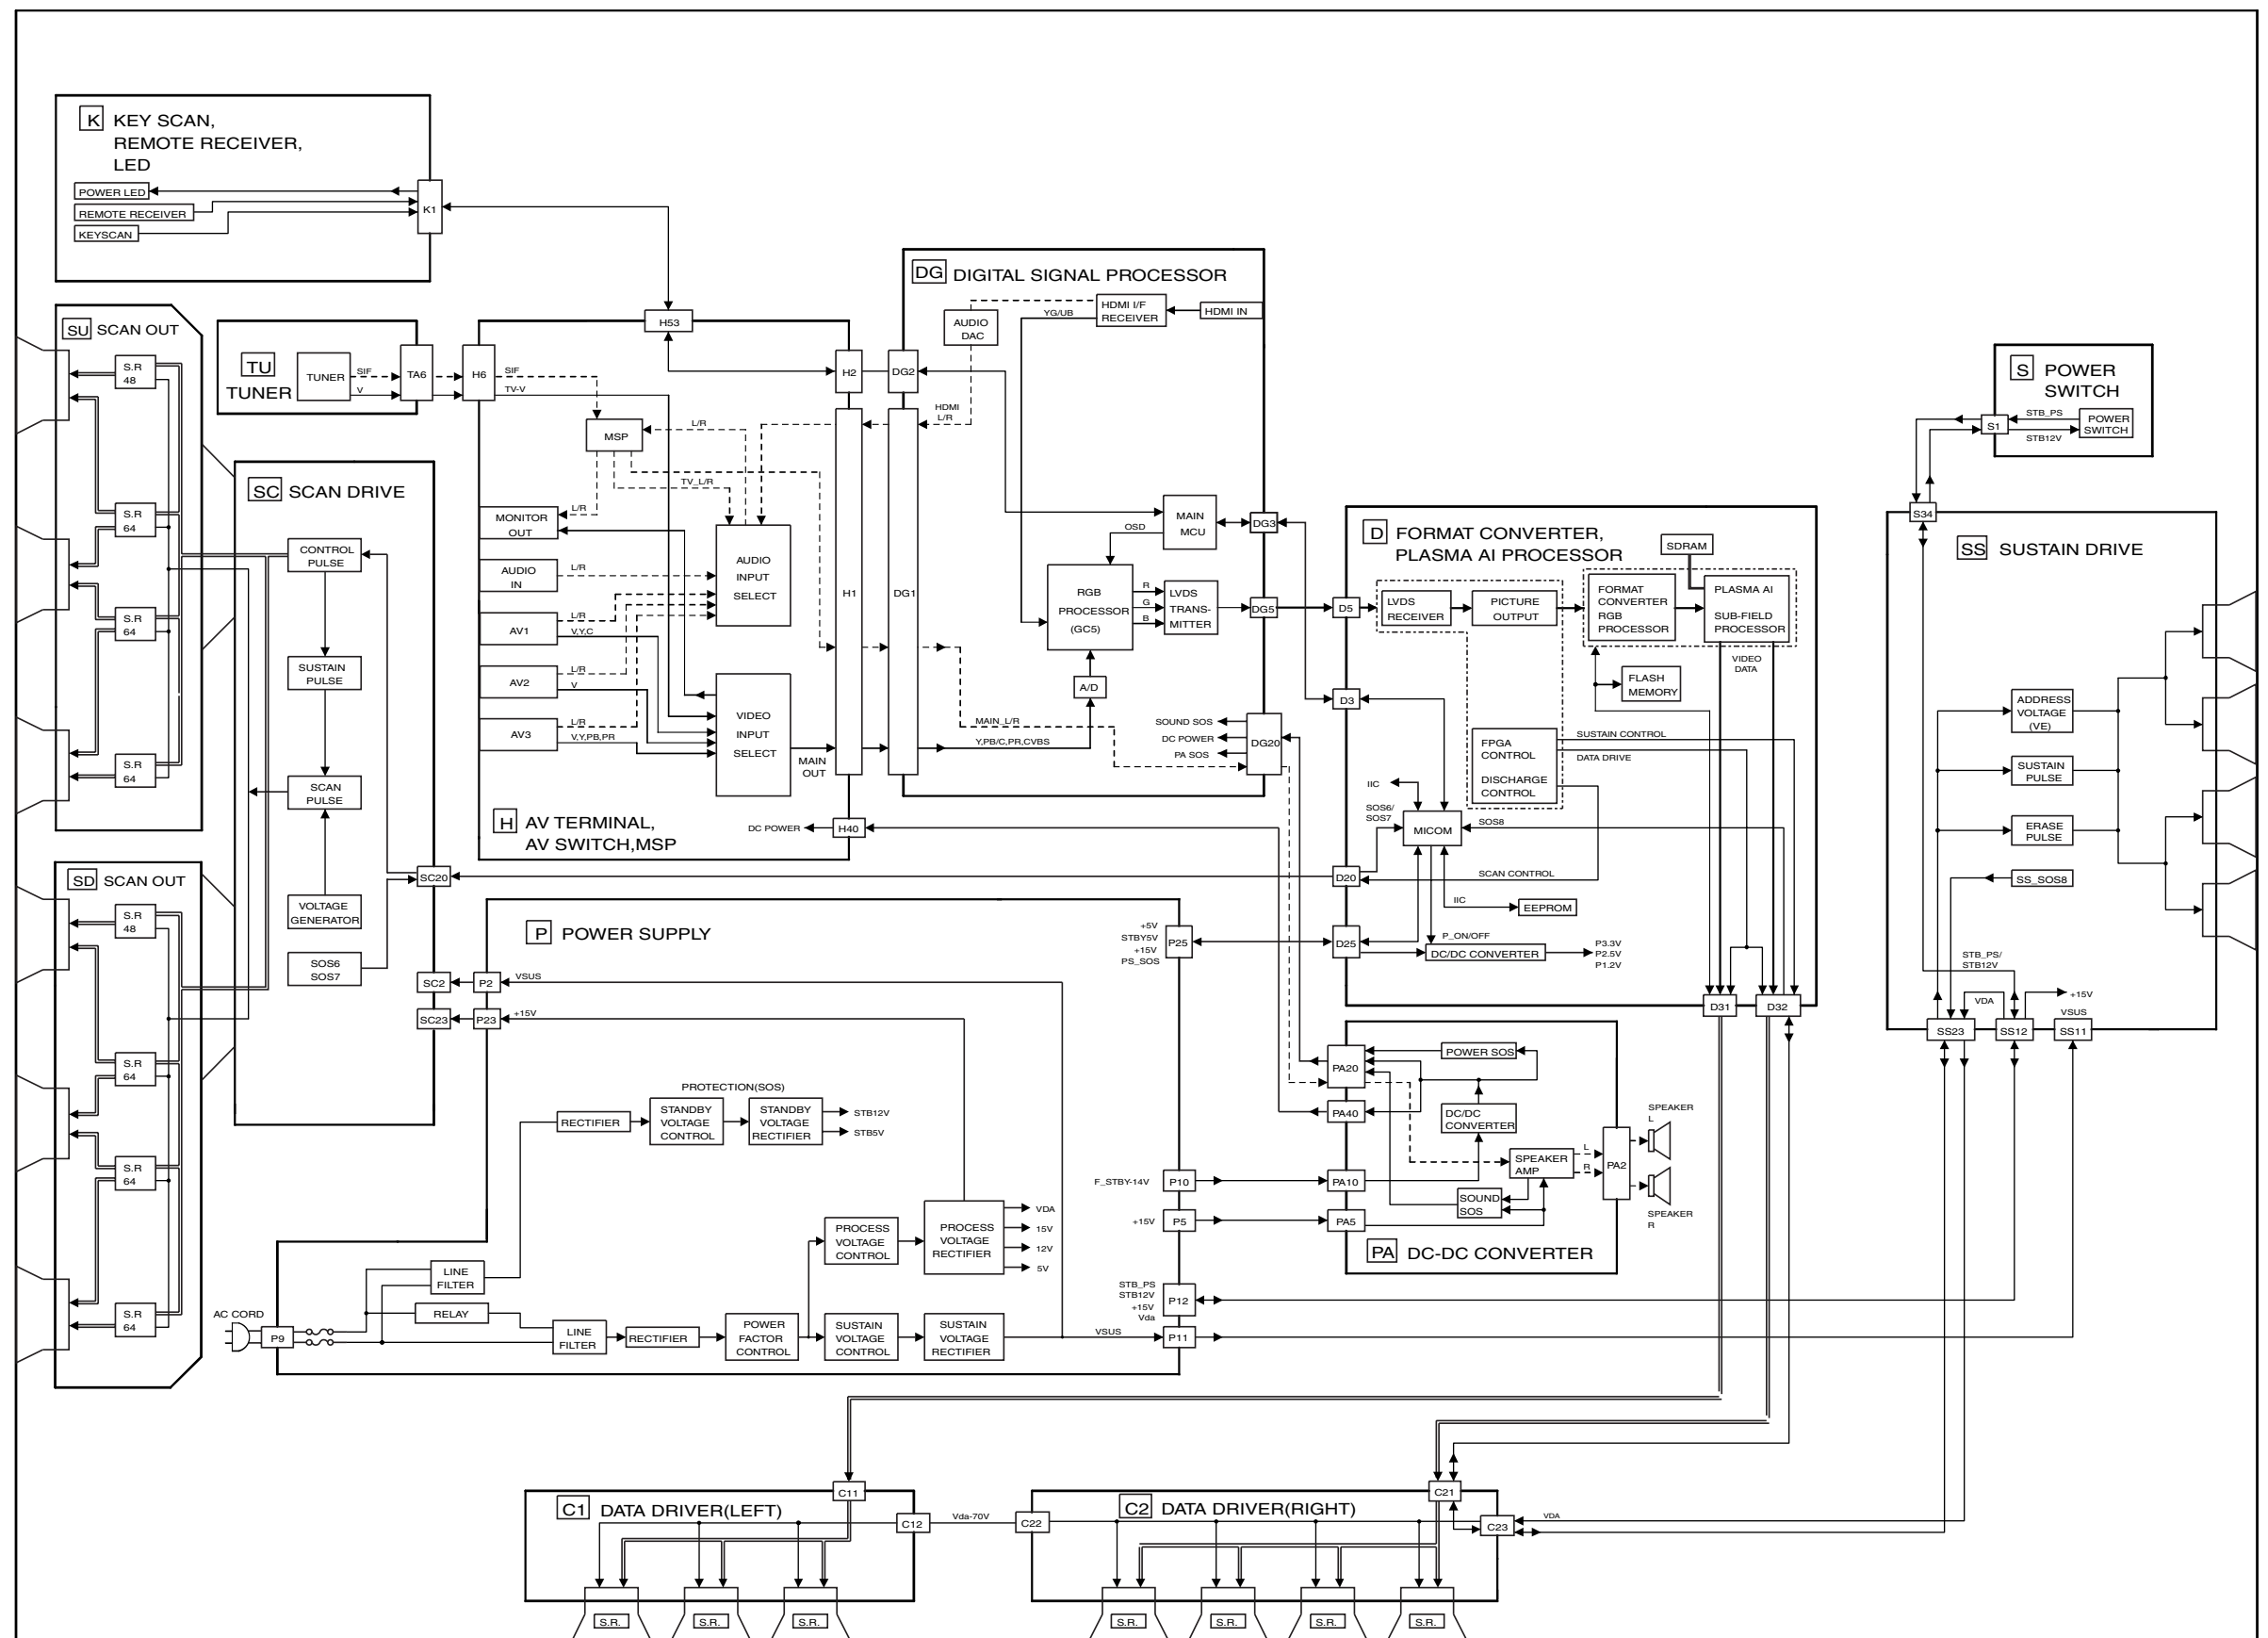 K KEY SCAN,
REMOTE RECEIVER,
LED
POWER LED
REMOTE RECEIVER
KEYSCAN
K1
SU SCAN OUT
S.R
48
S.R
64
S.R
64
S.R
64
TU
TUNER
TUNER
SIF
V
TA6
H6
SIF
TV-V
H53
MSP
L/R
TV_L/R
L/R
MONITOR
OUT
AUDIO
IN
L/R
AV1
L/R
V,Y,C
AV2
L/R
V
AV3
L/R
V,Y,PB,PR
AUDIO
INPUT
SELECT
VIDEO
INPUT
SELECT
MAIN
OUT
H2
H1
H40
DC POWER
H AV TERMINAL,
AV SWITCH,MSP
DG DIGITAL SIGNAL PROCESSOR
HDMI I/F
RECEIVER
HDMI IN
YG/UB
AUDIO
DAC
DG2
DG1
HDMI
L/R
MAIN
MCU
OSD
DG3
RGB
PROCESSOR
(GC5)
R
G
B
LVDS
TRANS-
MITTER
DG5
A/D
MAIN_L/R
Y,PB/C,PR,CVBS
SOUND SOS
DC POWER
PA SOS
DG20
SC SCAN DRIVE
CONTROL
PULSE
SUSTAIN
PULSE
SCAN
PULSE
VOLTAGE
GENERATOR
SOS6
SOS7
SC20
SC2
SC23
SD SCAN OUT
S.R
48
S.R
64
S.R
64
S.R
64
D FORMAT CONVERTER,
PLASMA AI PROCESSOR
SDRAM
D5
LVDS
RECEIVER
PICTURE
OUTPUT
FORMAT
CONVERTER
RGB
PROCESSOR
PLASMA AI
SUB-FIELD
PROCESSOR
VIDEO
DATA
FLASH
MEMORY
D3
FPGA
CONTROL
DISCHARGE
CONTROL
SUSTAIN CONTROL
DATA DRIVE
IIC
SOS6/
SOS7
MICOM
SOS8
D20
SCAN CONTROL
IIC
EEPROM
D25
P_ON/OFF
DC/DC CONVERTER
P3.3V
P2.5V
P1.2V
D31
D32
S POWER
SWITCH
S1
STB_PS
STB12V
POWER
SWITCH
S34
SS SUSTAIN DRIVE
ADDRESS
VOLTAGE
(VE)
SUSTAIN
PULSE
ERASE
PULSE
SS_SOS8
STB_PS/
STB12V
VDA
+15V
VSUS
SS23
SS12
SS11
P POWER SUPPLY
P2
VSUS
P23
+15V
+5V
STBY5V
+15V
PS_SOS
P25
PROTECTION(SOS)
RECTIFIER
STANDBY
VOLTAGE
CONTROL
STANDBY
VOLTAGE
RECTIFIER
STB12V
STB5V
F_STBY-14V
P10
+15V
P5
PROCESS
VOLTAGE
CONTROL
PROCESS
VOLTAGE
RECTIFIER
VDA
15V
12V
5V
AC CORD
P9
LINE
FILTER
RELAY
LINE
FILTER
RECTIFIER
POWER
FACTOR
CONTROL
SUSTAIN
VOLTAGE
CONTROL
SUSTAIN
VOLTAGE
RECTIFIER
STB_PS
STB12V
+15V
Vda
P12
VSUS
P11
PA20
POWER SOS
PA40
DC/DC
CONVERTER
SPEAKER
L
SPEAKER
AMP
L
R
PA2
PA10
SOUND
SOS
PA5
SPEAKER
R
PA DC-DC CONVERTER
C1 DATA DRIVER(LEFT)
C11
C12
Vda-70V
S.R.
S.R.
S.R.
C22
C2 DATA DRIVER(RIGHT)
C21
C23
VDA
S.R.
S.R.
S.R.
S.R.